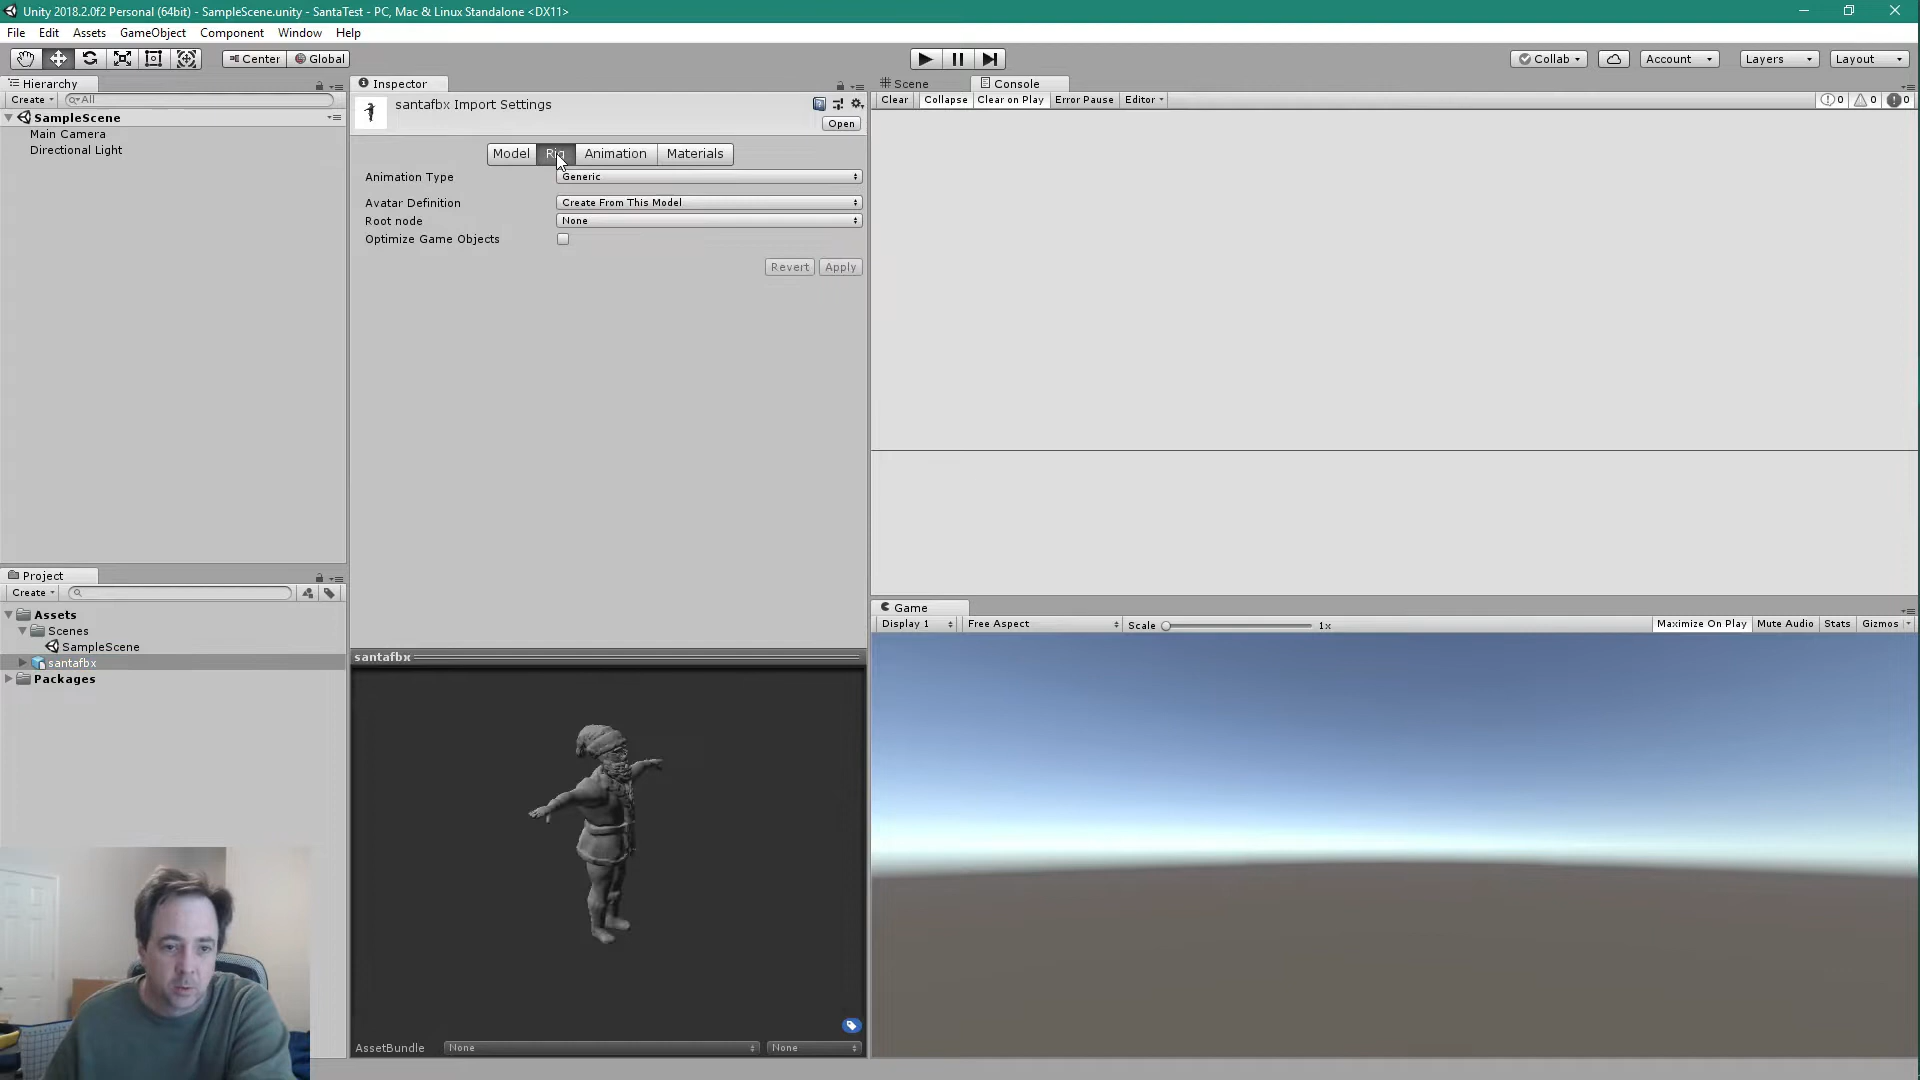 Unity 2018.2.0f2 Personal (64bit) - SampleScene.unity - SantaTest - PC, Mac & Linux Standalone <DX11>
File Edit Assets GameObject Component Window Help
Center Global Collab Account Layers Layout
Hierarchy
Create All
SampleScene
Main Camera
Directional Light
Inspector
santafbx Import Settings
Open
Model Rig Animation Materials
Animation Type Generic
Avatar Definition Create From This Model
Root node None
Optimize Game Objects
Revert Apply
Scene Console
Clear Collapse Clear on Play Error Pause Editor 0 0 0
Project
Create
Assets
Scenes
SampleScene
santafbx
Packages
santafbx
AssetBundle None None
Game
Display 1 Free Aspect Scale 1x Maximize On Play Mute Audio Stats Gizmos